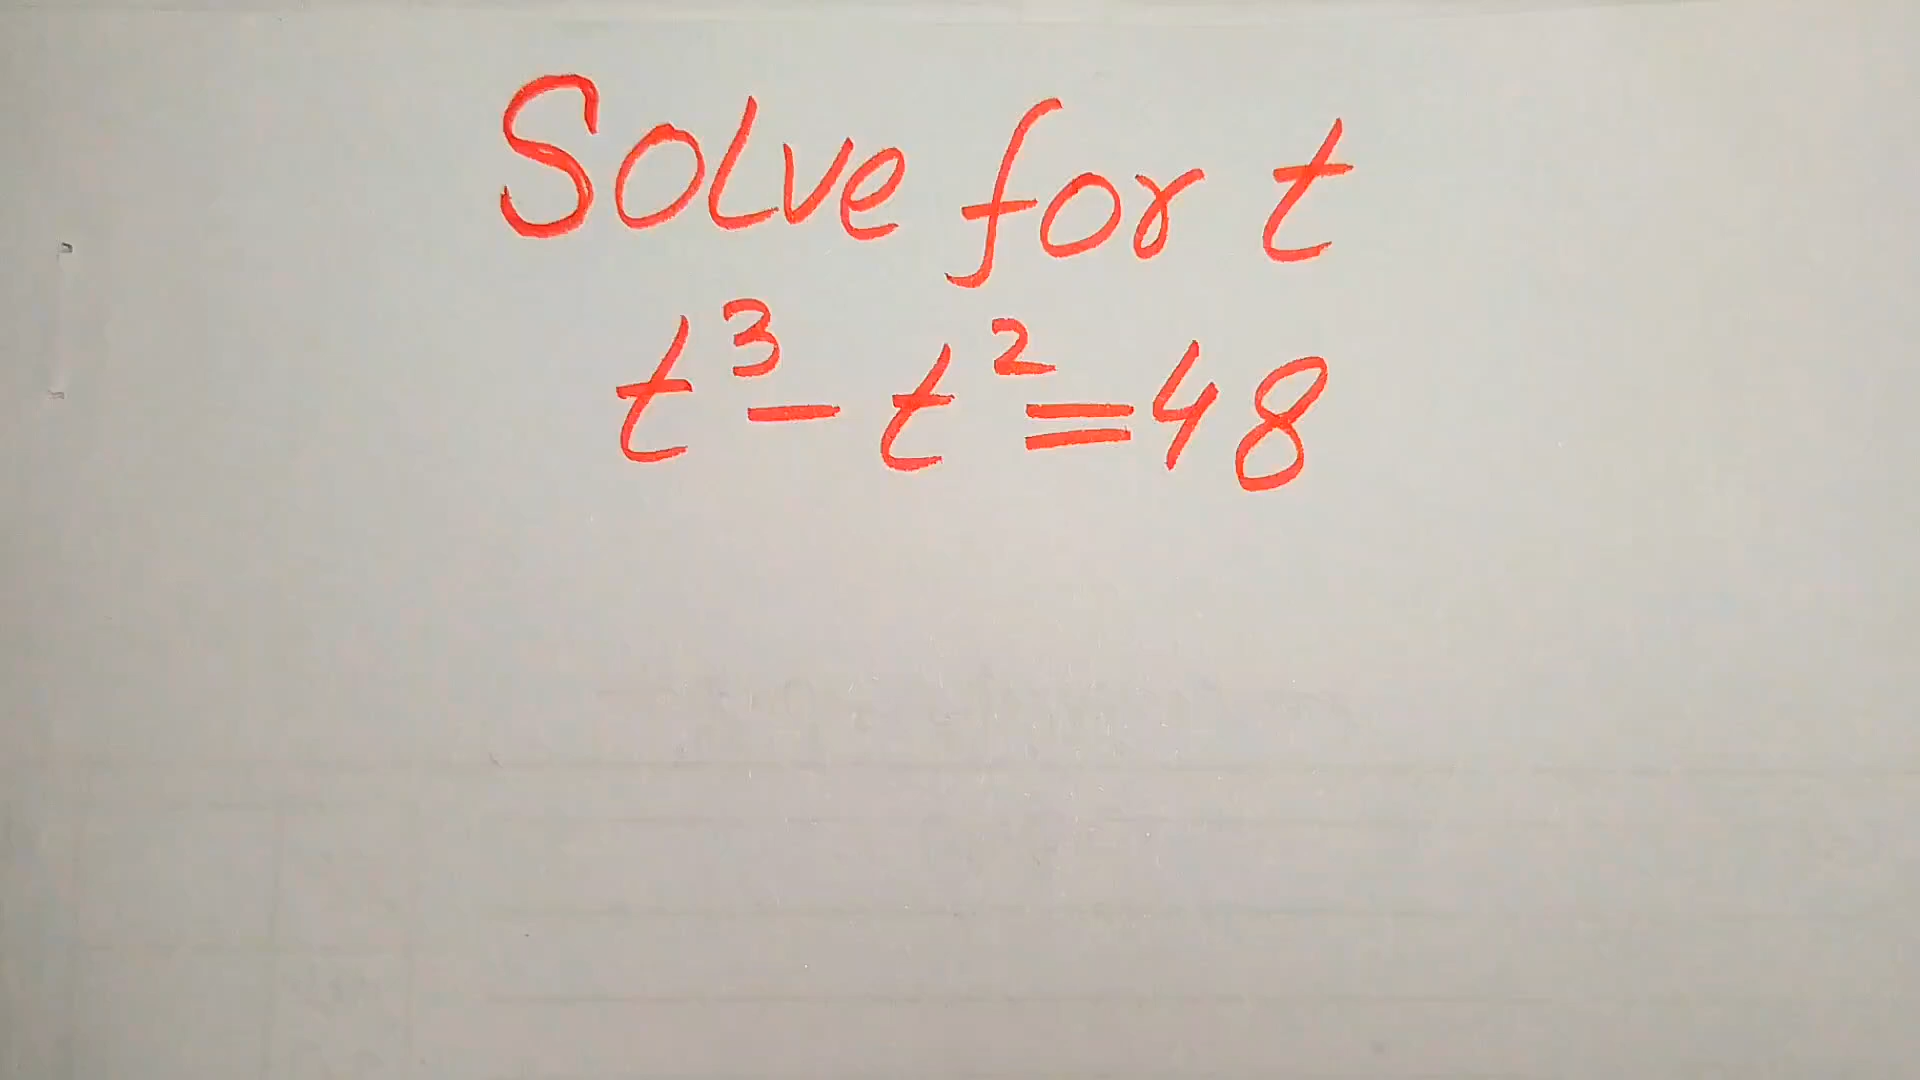 Solve for t
t³ - t² = 48